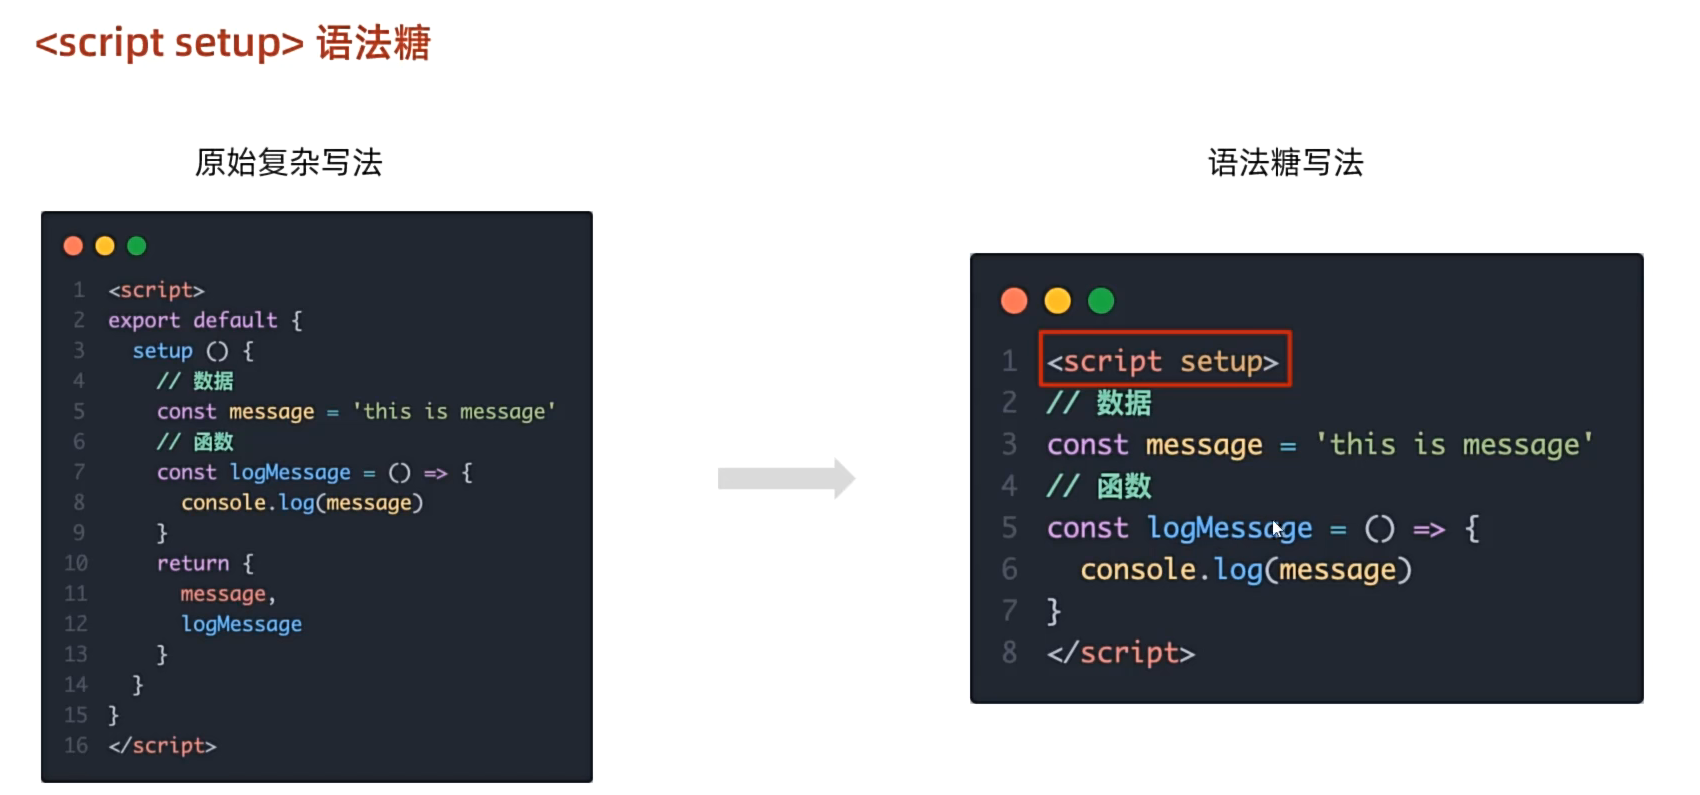 <script setup> 语法糖
原始复杂写法
1 <script>
2 export default {
3   setup () {
4     // 数据
5     const message = 'this is message'
6     // 函数
7     const logMessage = () => {
8       console.log(message)
9     }
10     return {
11       message,
12       logMessage
13     }
14   }
15 }
16 </script>
语法糖写法
1 <script setup>
2 // 数据
3 const message = 'this is message'
4 // 函数
5 const logMessage = () => {
6   console.log(message)
7 }
8 </script>